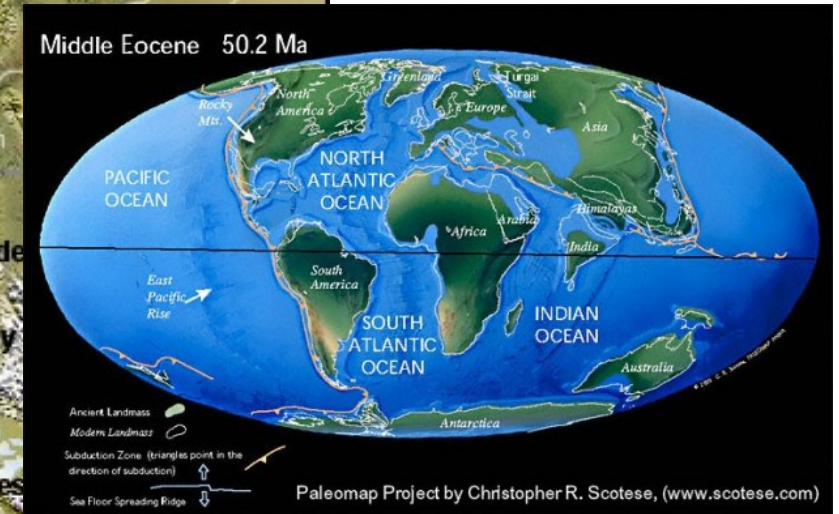 Middle Eocene 50.2 Ma
Greenland
Turgai
Strait
North
America
Rocky
Mts.
Europe
Asia
PACIFIC
OCEAN
NORTH
ATLANTIC
OCEAN
Africa
Arabia
Himalayas
India
East
Pacific
Rise
South
America
SOUTH
ATLANTIC
OCEAN
INDIAN
OCEAN
Australia
Antarctica
Ancient Landmass
Modern Landmass
Subduction Zone (triangles point in the
direction of subduction)
Sea Floor Spreading Ridge
Paleomap Project by Christopher R. Scotese, (www.scotese.com)
de
y
es